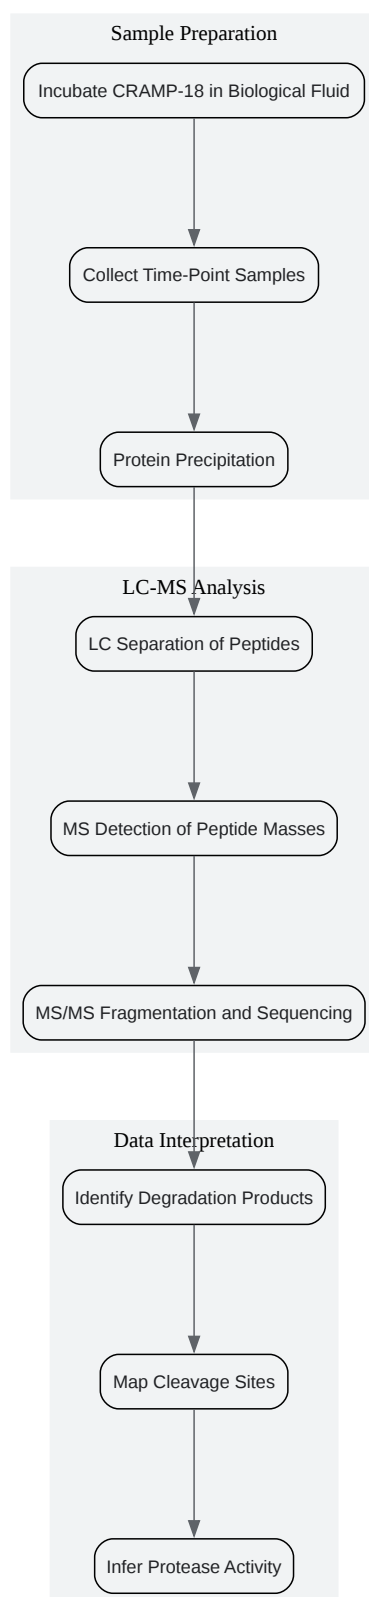 Sample Preparation
Incubate CRAMP-18 in Biological Fluid
Collect Time-Point Samples
Protein Precipitation
LC-MS Analysis
LC Separation of Peptides
MS Detection of Peptide Masses
MS/MS Fragmentation and Sequencing
Data Interpretation
Identify Degradation Products
Map Cleavage Sites
Infer Protease Activity